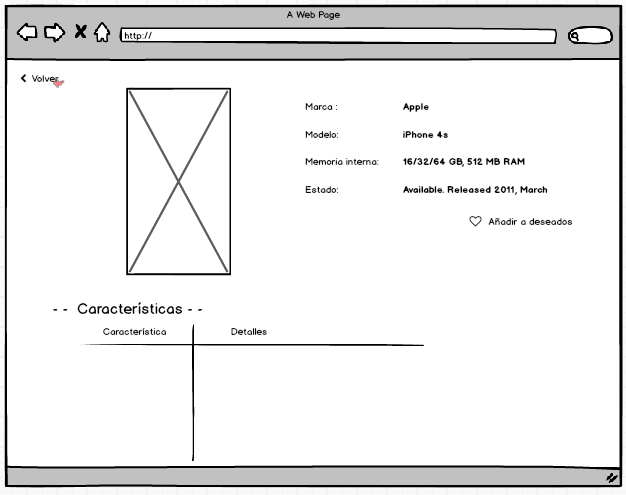 A Web Page
http://
Volver
Marca : Apple
Modelo: iPhone 4s
Memoria interna: 16/32/64 GB, 512 MB RAM
Estado: Available. Released 2011, March
Añadir a deseados
- - Características - -
Característica Detalles